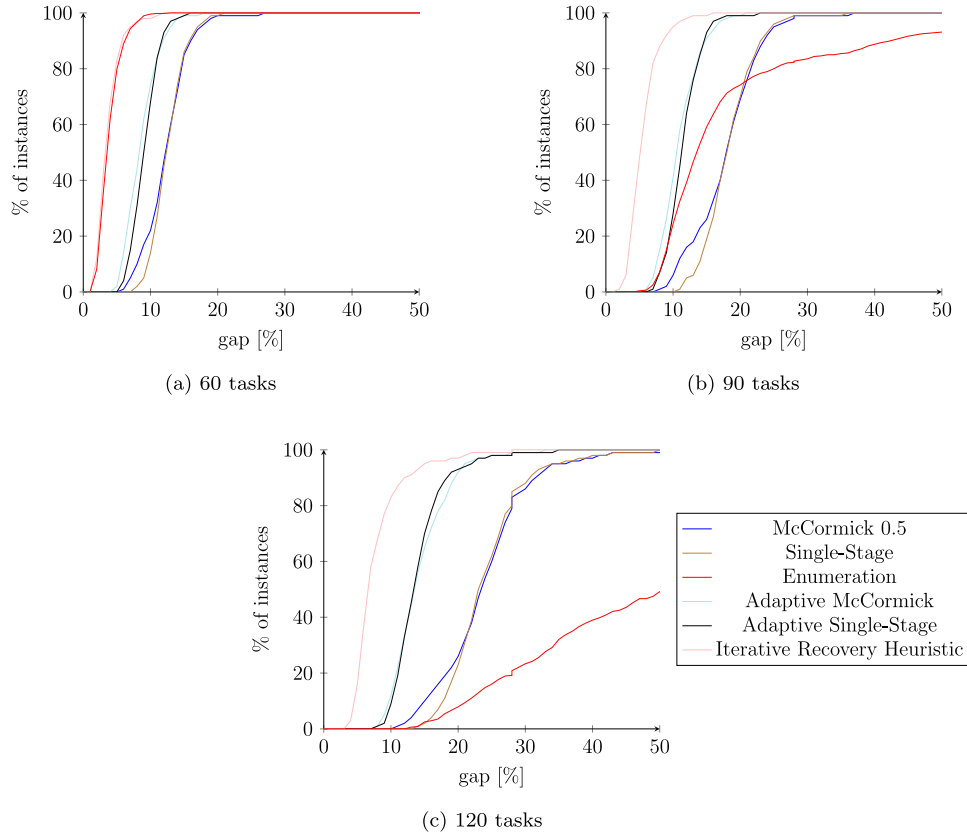 100
80
60
40
20
0
% of instances
0 10 20 30 40 50
gap [%]
(a) 60 tasks
100
80
60
40
20
0
% of instances
0 10 20 30 40 50
gap [%]
(b) 90 tasks
100
80
60
40
20
0
% of instances
0 10 20 30 40 50
gap [%]
(c) 120 tasks
McCormick 0.5
Single-Stage
Enumeration
Adaptive McCormick
Adaptive Single-Stage
Iterative Recovery Heuristic